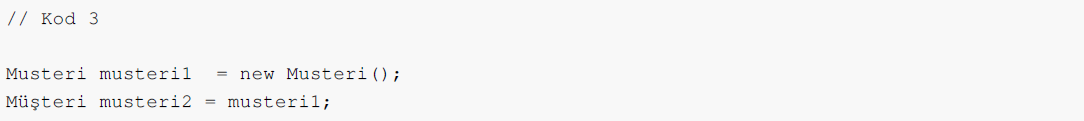 // Kod 3
Musteri musteri1  = new Musteri();
Müşteri musteri2 = musteri1;